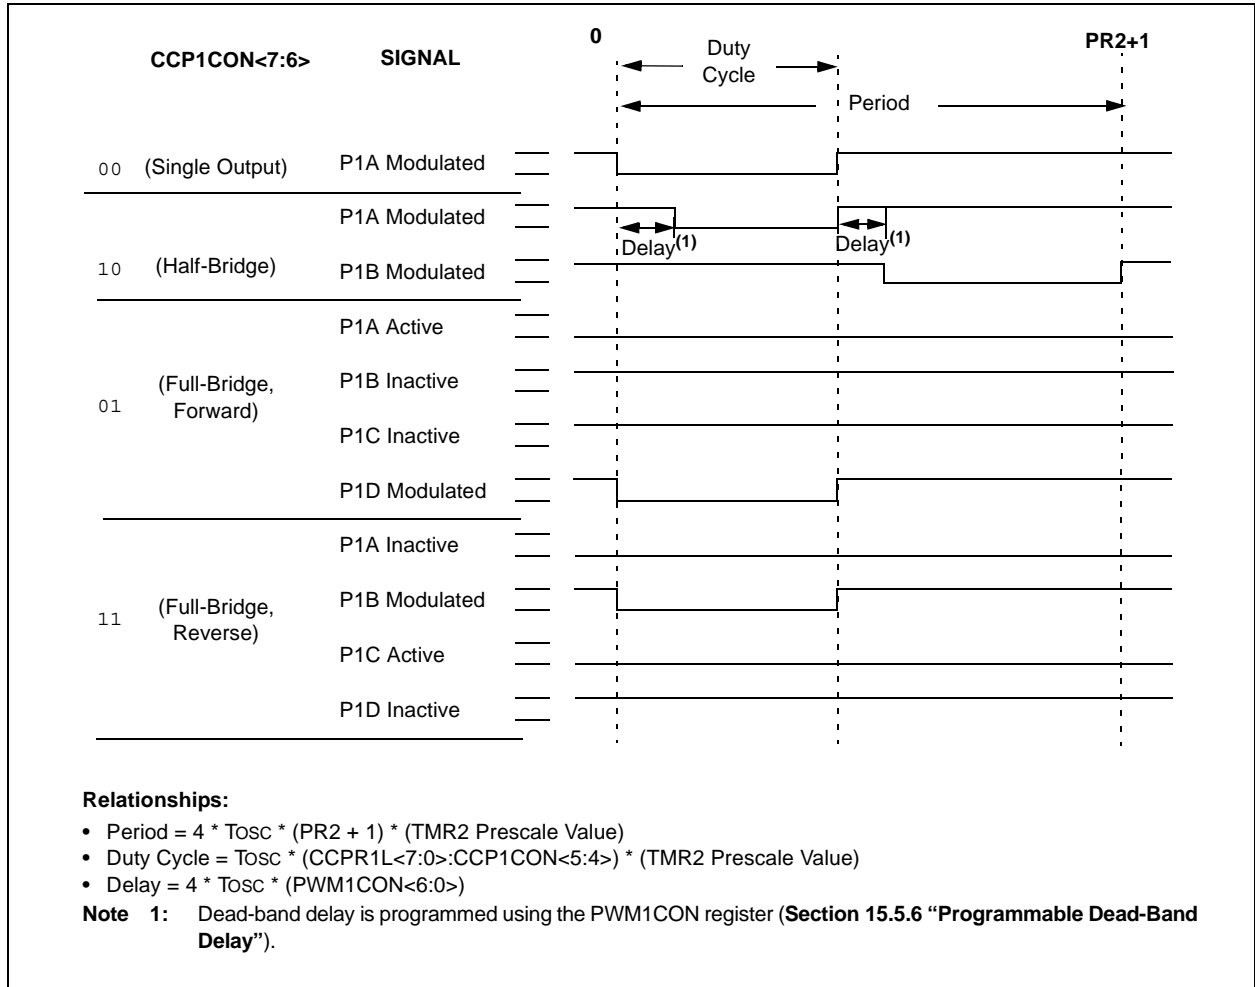 CCP1CON<7:6> SIGNAL 0 Duty Cycle PR2+1
Period
00 (Single Output) P1A Modulated
P1A Modulated
Delay(1) Delay(1)
10 (Half-Bridge) P1B Modulated
P1A Active
01 (Full-Bridge, Forward) P1B Inactive
P1C Inactive
P1D Modulated
P1A Inactive
11 (Full-Bridge, Reverse) P1B Modulated
P1C Active
P1D Inactive
Relationships:
• Period = 4 * TOSC * (PR2 + 1) * (TMR2 Prescale Value)
• Duty Cycle = TOSC * (CCPR1L<7:0>:CCP1CON<5:4>) * (TMR2 Prescale Value)
• Delay = 4 * TOSC * (PWM1CON<6:0>)
Note 1: Dead-band delay is programmed using the PWM1CON register (Section 15.5.6 “Programmable Dead-Band
Delay”).